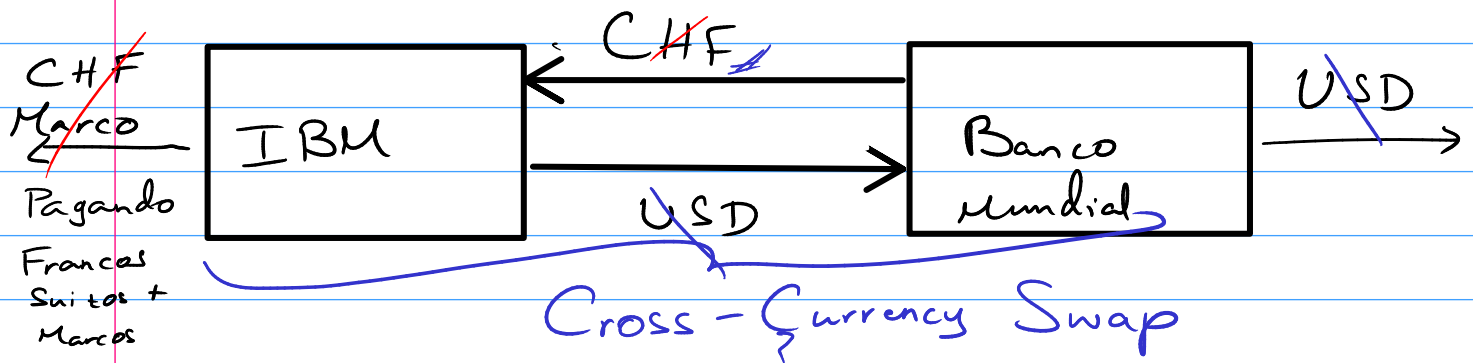 CHF
Marco
Pagando
Francos
Suizos +
Marcos
IBM
CHF
USD
Banco
Mundial
USD
Cross-Currency Swap